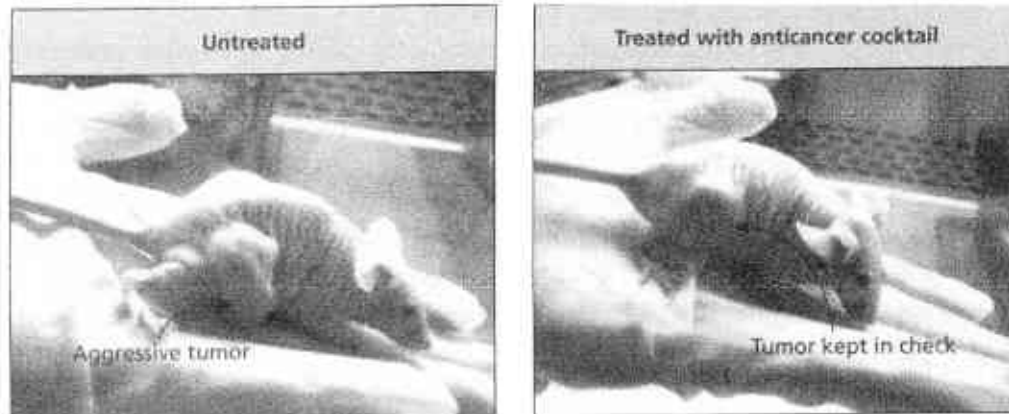 Untreated
Aggressive tumor
Treated with anticancer cocktail
Tumor kept in check